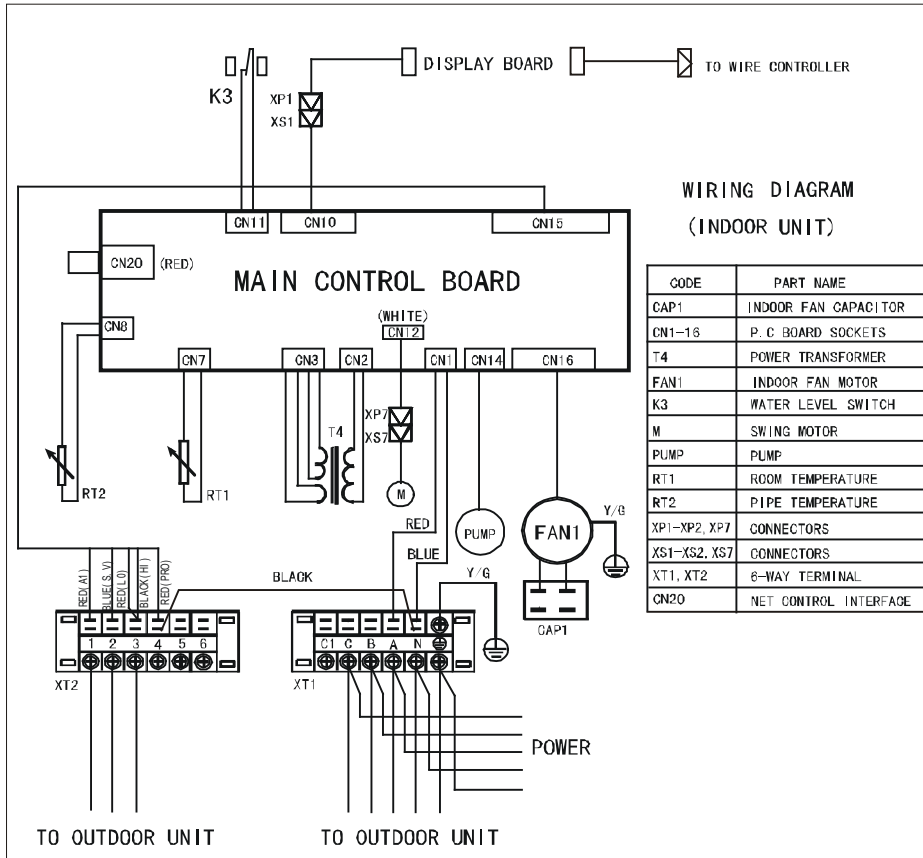 DISPLAY BOARD
TO WIRE CONTROLLER
K3
XP1
XS1
WIRING DIAGRAM
(INDOOR UNIT)
CN11
CN10
CN15
CN20
(RED)
MAIN CONTROL BOARD
CN8
(WHITE)
CN12
CN7
CN3
CN2
CN1
CN14
CN16
CODE PART NAME
CAP1 INDOOR FAN CAPACITOR
CN1-16 P.C BOARD SOCKETS
T4 POWER TRANSFORMER
FAN1 INDOOR FAN MOTOR
K3 WATER LEVEL SWITCH
M SWING MOTOR
PUMP PUMP
RT1 ROOM TEMPERATURE
RT2 PIPE TEMPERATURE
XP1-XP2, XP7 CONNECTORS
XS1-XS2, XS7 CONNECTORS
XT1, XT2 6-WAY TERMINAL
CN20 NET CONTROL INTERFACE
XP7
XS7
T4
RT2
RT1
M
RED
PUMP
FAN1
Y/G
BLUE
CAP1
RED(A1)
BLUE(S.V)
RED(LO)
BLACK(HI)
RED(PRO)
BLACK
Y/G
1 2 3 4 5 6
XT2
C1 C B A N
XT1
POWER
TO OUTDOOR UNIT
TO OUTDOOR UNIT